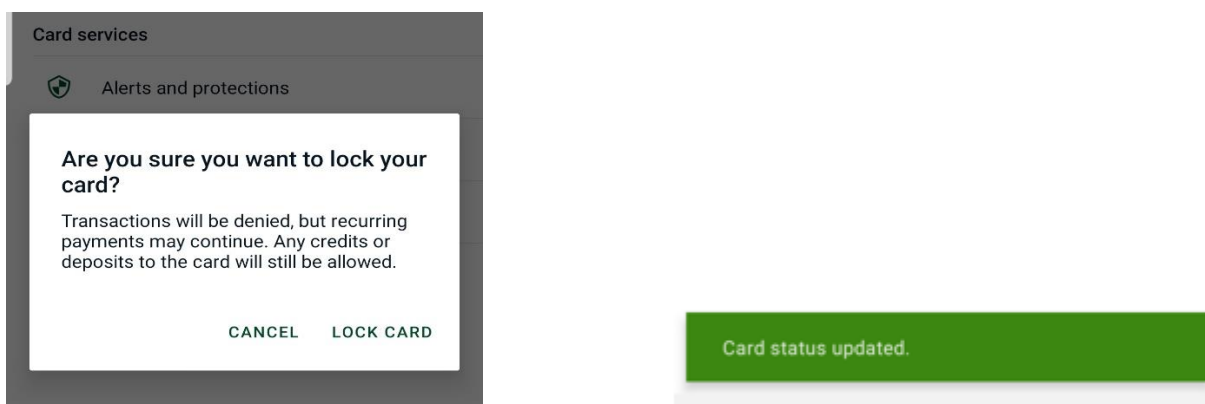 Card services
Alerts and protections
Are you sure you want to lock your
card?
Transactions will be denied, but recurring
payments may continue. Any credits or
deposits to the card will still be allowed.
CANCEL LOCK CARD
Card status updated.